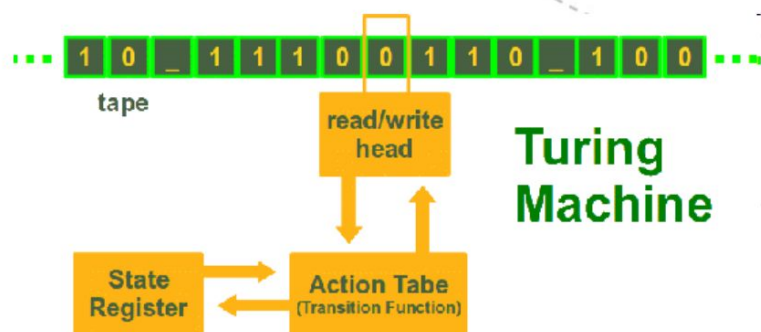 1 0 _ 1 1 1 0 0 1 1 0 _ 1 0 0
tape
read/write
head
Turing
Machine
State
Register
Action Tabe
(Transition Function)